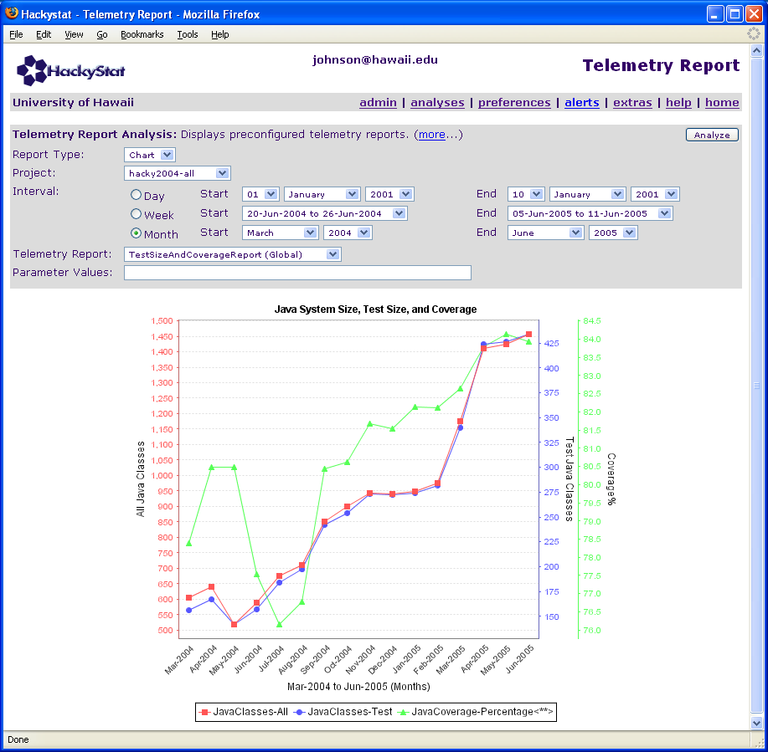 Hackystat - Telemetry Report - Mozilla Firefox
File Edit View Go Bookmarks Tools Help
johnson@hawaii.edu
HACKYSTAT
Telemetry Report
University of Hawaii
admin | analyses | preferences | alerts | extras | help | home
Telemetry Report Analysis: Displays preconfigured telemetry reports. (more...)
Analyze
Report Type: Chart
Project: hacky2004-all
Interval: Day Start 01 January 2001 End 10 January 2001
Week Start 20-Jun-2004 to 26-Jun-2004 End 05-Jun-2005 to 11-Jun-2005
Month Start March 2004 End June 2005
Telemetry Report: TestSizeAndCoverageReport (Global)
Parameter Values:
Java System Size, Test Size, and Coverage
All Java Classes
1,500
1,450
1,400
1,350
1,300
1,250
1,200
1,150
1,100
1,050
1,000
950
900
850
800
750
700
650
600
550
500
425
400
375
350
325
300
275
250
225
200
175
150
Test Java Classes
84.5
84.0
83.5
83.0
82.5
82.0
81.5
81.0
80.5
80.0
79.5
79.0
78.5
78.0
77.5
77.0
76.5
76.0
Coverage%
Mar-2004
Apr-2004
May-2004
Jun-2004
Jul-2004
Aug-2004
Sep-2004
Oct-2004
Nov-2004
Dec-2004
Jan-2005
Feb-2005
Mar-2005
Apr-2005
May-2005
Jun-2005
Mar-2004 to Jun-2005 (Months)
JavaClasses-All JavaClasses-Test JavaCoverage-Percentage<**>
Done